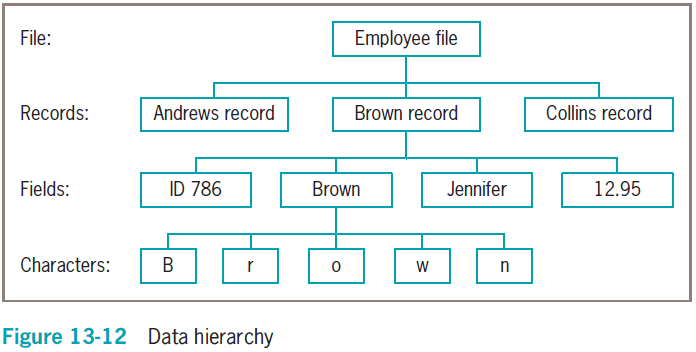 File: Employee file
Records: Andrews record Brown record Collins record
Fields: ID 786 Brown Jennifer 12.95
Characters: B r o w n
Figure 13-12 Data hierarchy